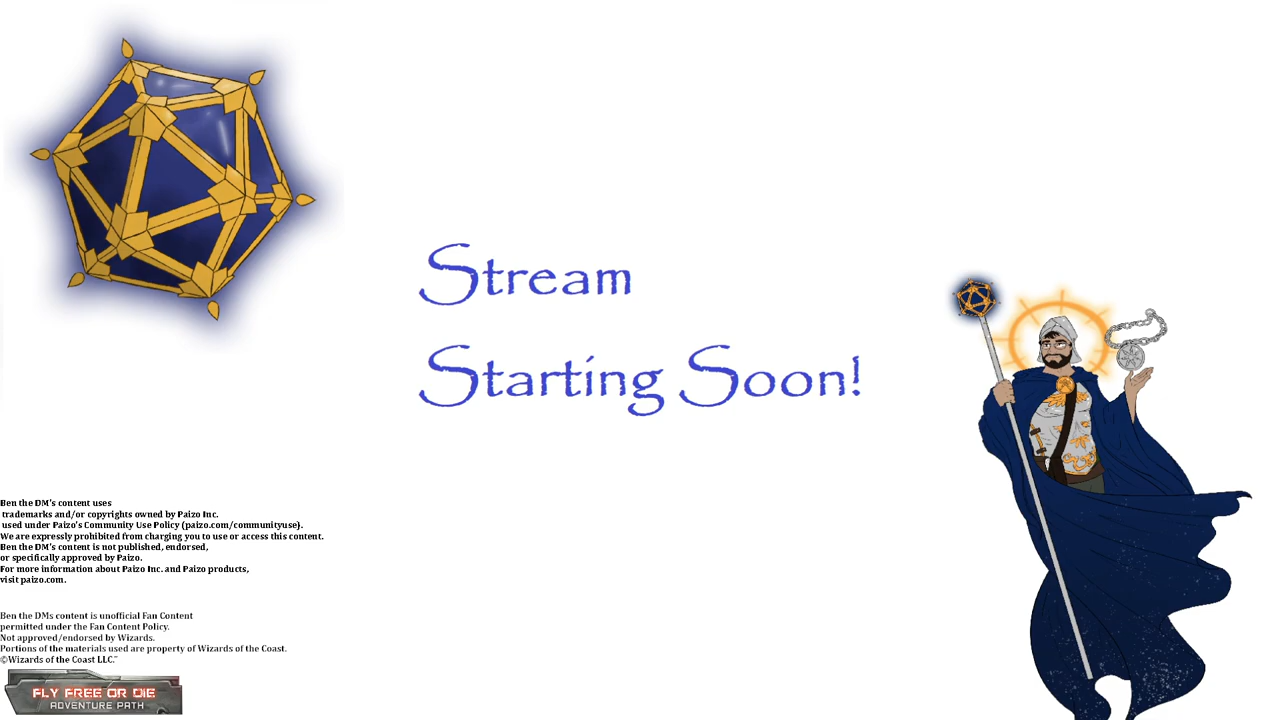 Stream
Starting Soon!
Ben the DM's content uses
trademarks and/or copyrights owned by Paizo Inc.
used under Paizo's Community Use Policy (paizo.com/communityuse).
We are expressly prohibited from charging you to use or access this content.
Ben the DM's content is not published, endorsed,
or specifically approved by Paizo.
For more information about Paizo Inc. and Paizo products,
visit paizo.com.
Ben the DMs content is unofficial Fan Content
permitted under the Fan Content Policy.
Not approved/endorsed by Wizards.
Portions of the materials used are property of Wizards of the Coast.
©Wizards of the Coast LLC.™
FLY FREE OR DIE
ADVENTURE PATH